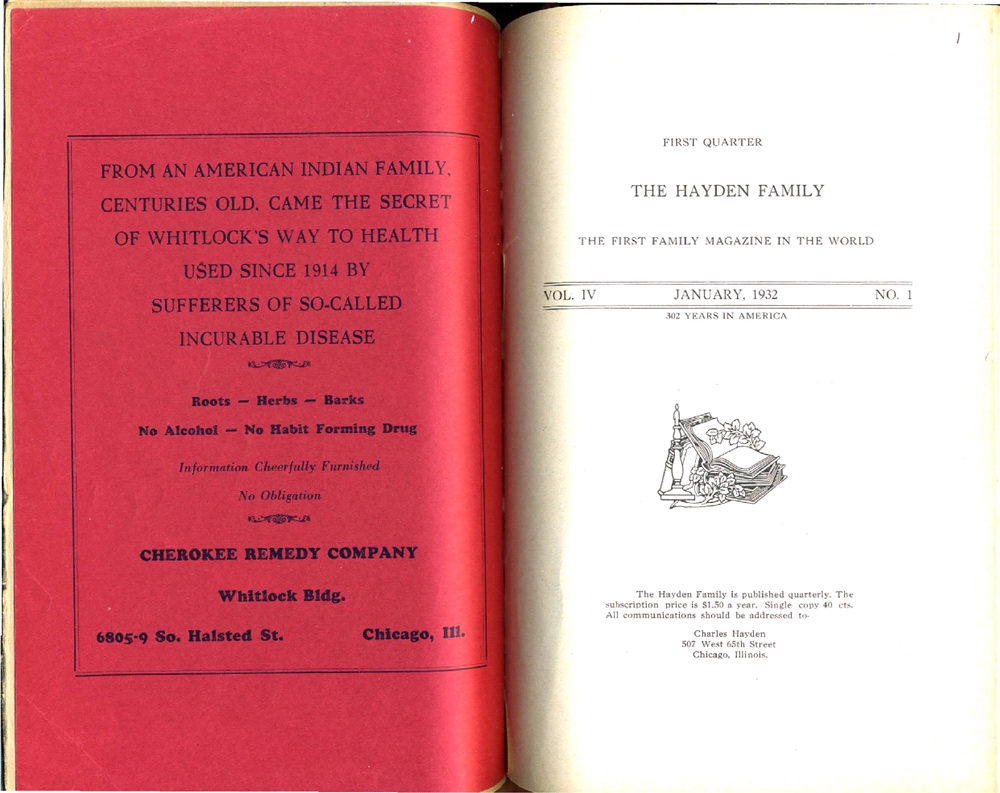 FROM AN AMERICAN INDIAN FAMILY,
CENTURIES OLD, CAME THE SECRET
OF WHITLOCK'S WAY TO HEALTH
USED SINCE 1914 BY
SUFFERERS OF SO-CALLED
INCURABLE DISEASE
Roots — Herbs — Barks
No Alcohol — No Habit Forming Drug
Information Cheerfully Furnished
No Obligation
CHEROKEE REMEDY COMPANY
Whitlock Bldg.
6805-9 So. Halsted St. Chicago, Ill.
1
FIRST QUARTER
THE HAYDEN FAMILY
THE FIRST FAMILY MAGAZINE IN THE WORLD
VOL. IV JANUARY, 1932 NO. 1
302 YEARS IN AMERICA
The Hayden Family is published quarterly. The
subscription price is $1.50 a year. Single copy 40 cts.
All communications should be addressed to-
Charles Hayden
507 West 65th Street
Chicago, Illinois.